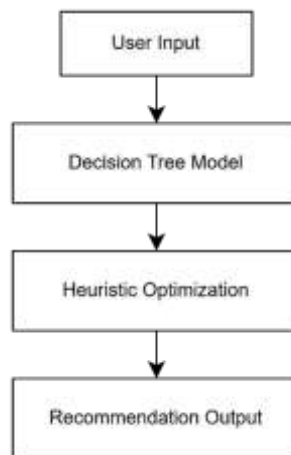 User Input
Decision Tree Model
Heuristic Optimization
Recommendation Output